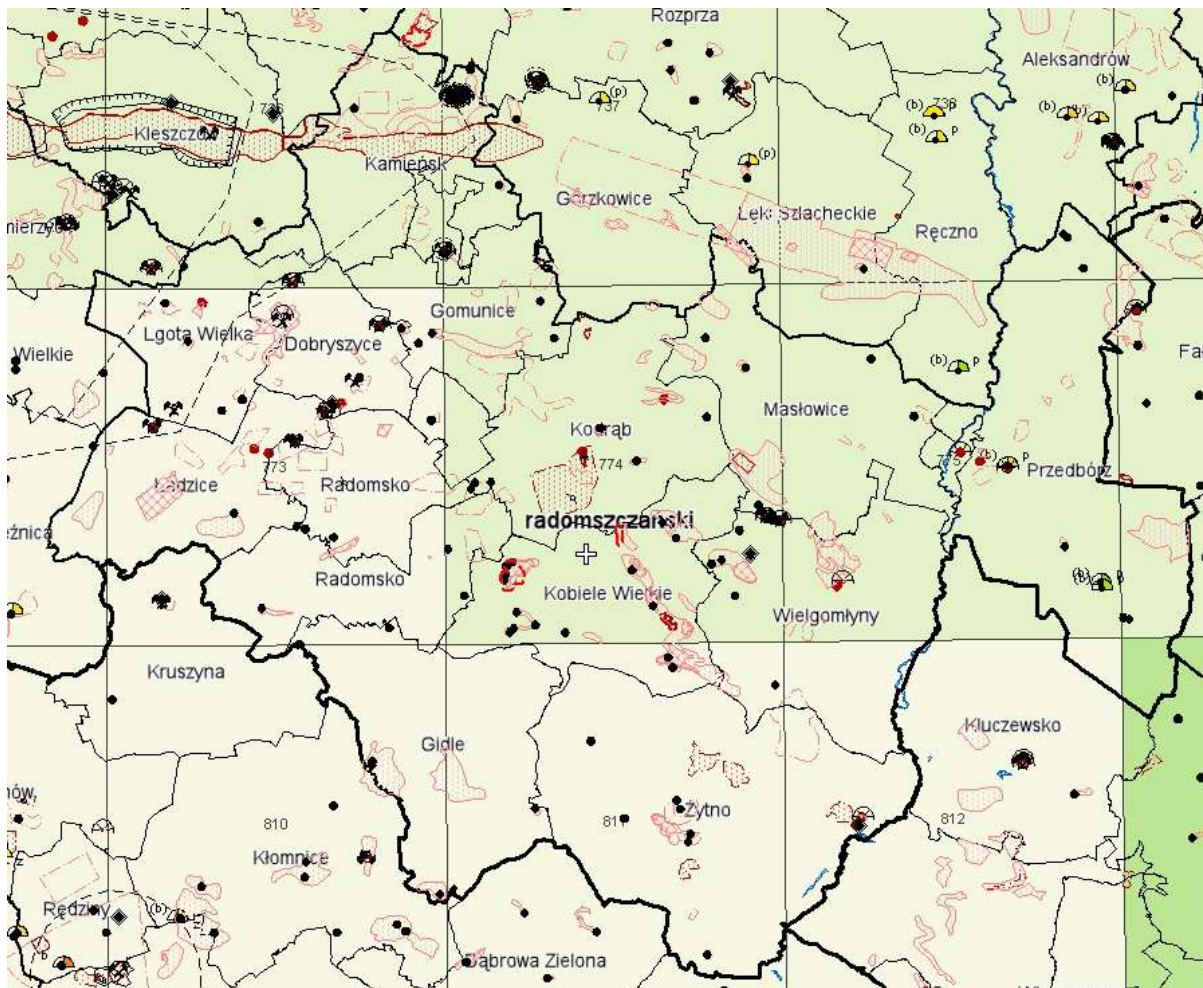 Rozprza
Aleksandrów
(b)
(p)
737
(b)
(b)
(b) P
Kleszczów
Kamieńsk
(p)
Gorzkowice
Łęki Szlacheckie
Ręczno
Lgota Wielka
Gomunice
Wielkie
Dobryszyce
(b) P
Masłowice
Kodrąb
773
774
775
(b)
P
Przedbórz
Ładzice
Radomsko
radomszczański
Radomsko
Kobiele Wielkie
(b)
Wielgomłyny
Kruszyna
Gidle
Kluczewsko
Żytno
810
811
812
Kłomnice
Rędziny
(b)
z
b
Dąbrowa Zielona